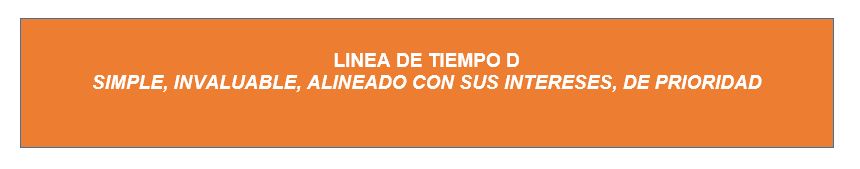 LINEA DE TIEMPO D
SIMPLE, INVALUABLE, ALINEADO CON SUS INTERESES, DE PRIORIDAD